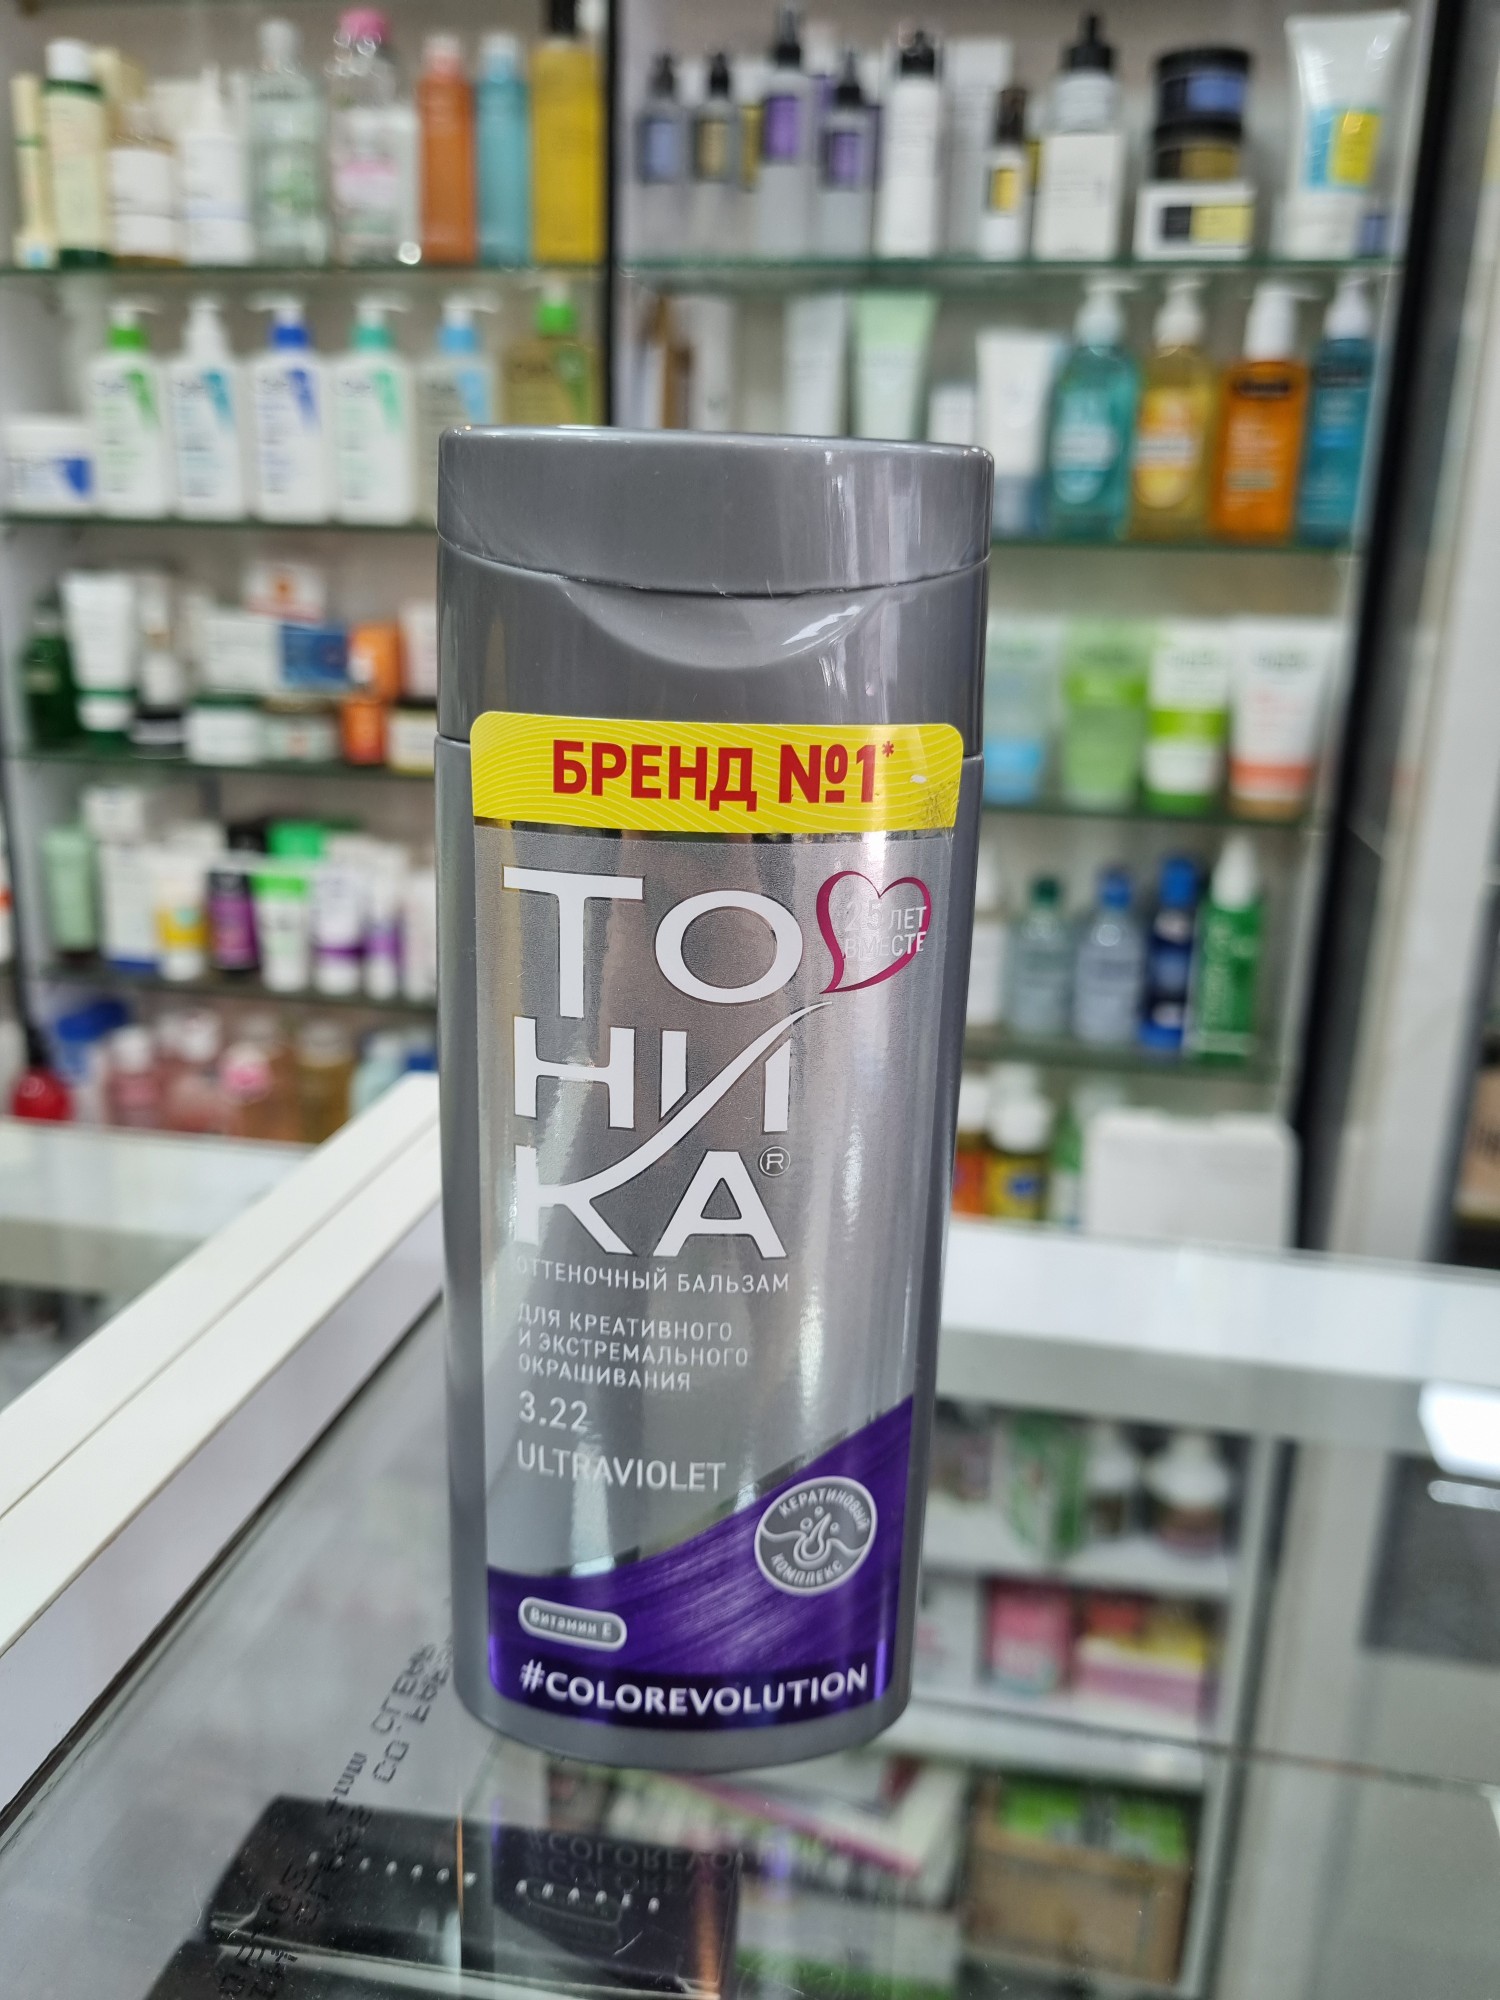 БРЕНД №1*
ТО
НИ
КА®
25 ЛЕТ
ВМЕСТЕ
ОТТЕНОЧНЫЙ БАЛЬЗАМ
ДЛЯ КРЕАТИВНОГО
И ЭКСТРЕМАЛЬНОГО
ОКРАШИВАНИЯ
3.22
ULTRAVIOLET
КЕРАТИНОВЫЙ
КОМПЛЕКС
Витамин Е
#COLOREVOLUTION